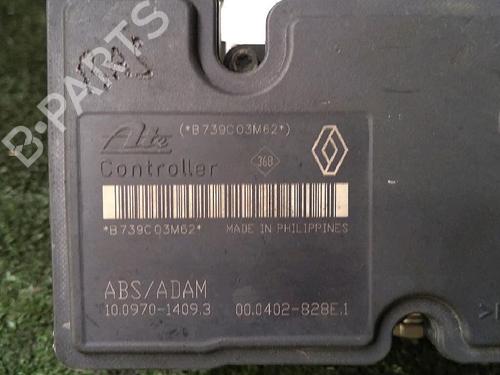 B-PARTS
Ate (*B739C03M62*)
Controller 368
*B739C03M62* MADE IN PHILIPPINES
ABS/ADAM
10.0970-1409.3 00.0402-828E.1